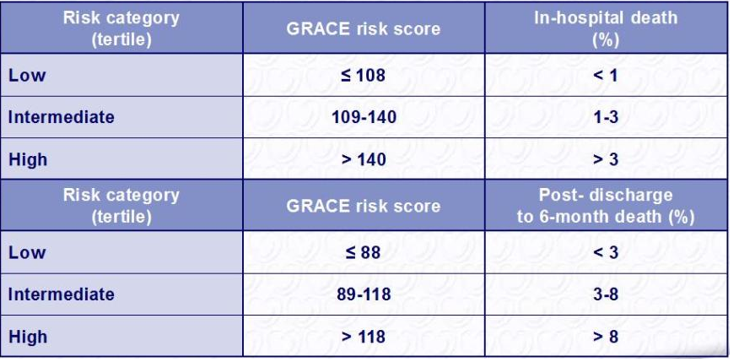 Risk category (tertile) GRACE risk score In-hospital death (%)
Low ≤ 108 < 1
Intermediate 109-140 1-3
High > 140 > 3
Risk category (tertile) GRACE risk score Post- discharge to 6-month death (%)
Low ≤ 88 < 3
Intermediate 89-118 3-8
High > 118 > 8